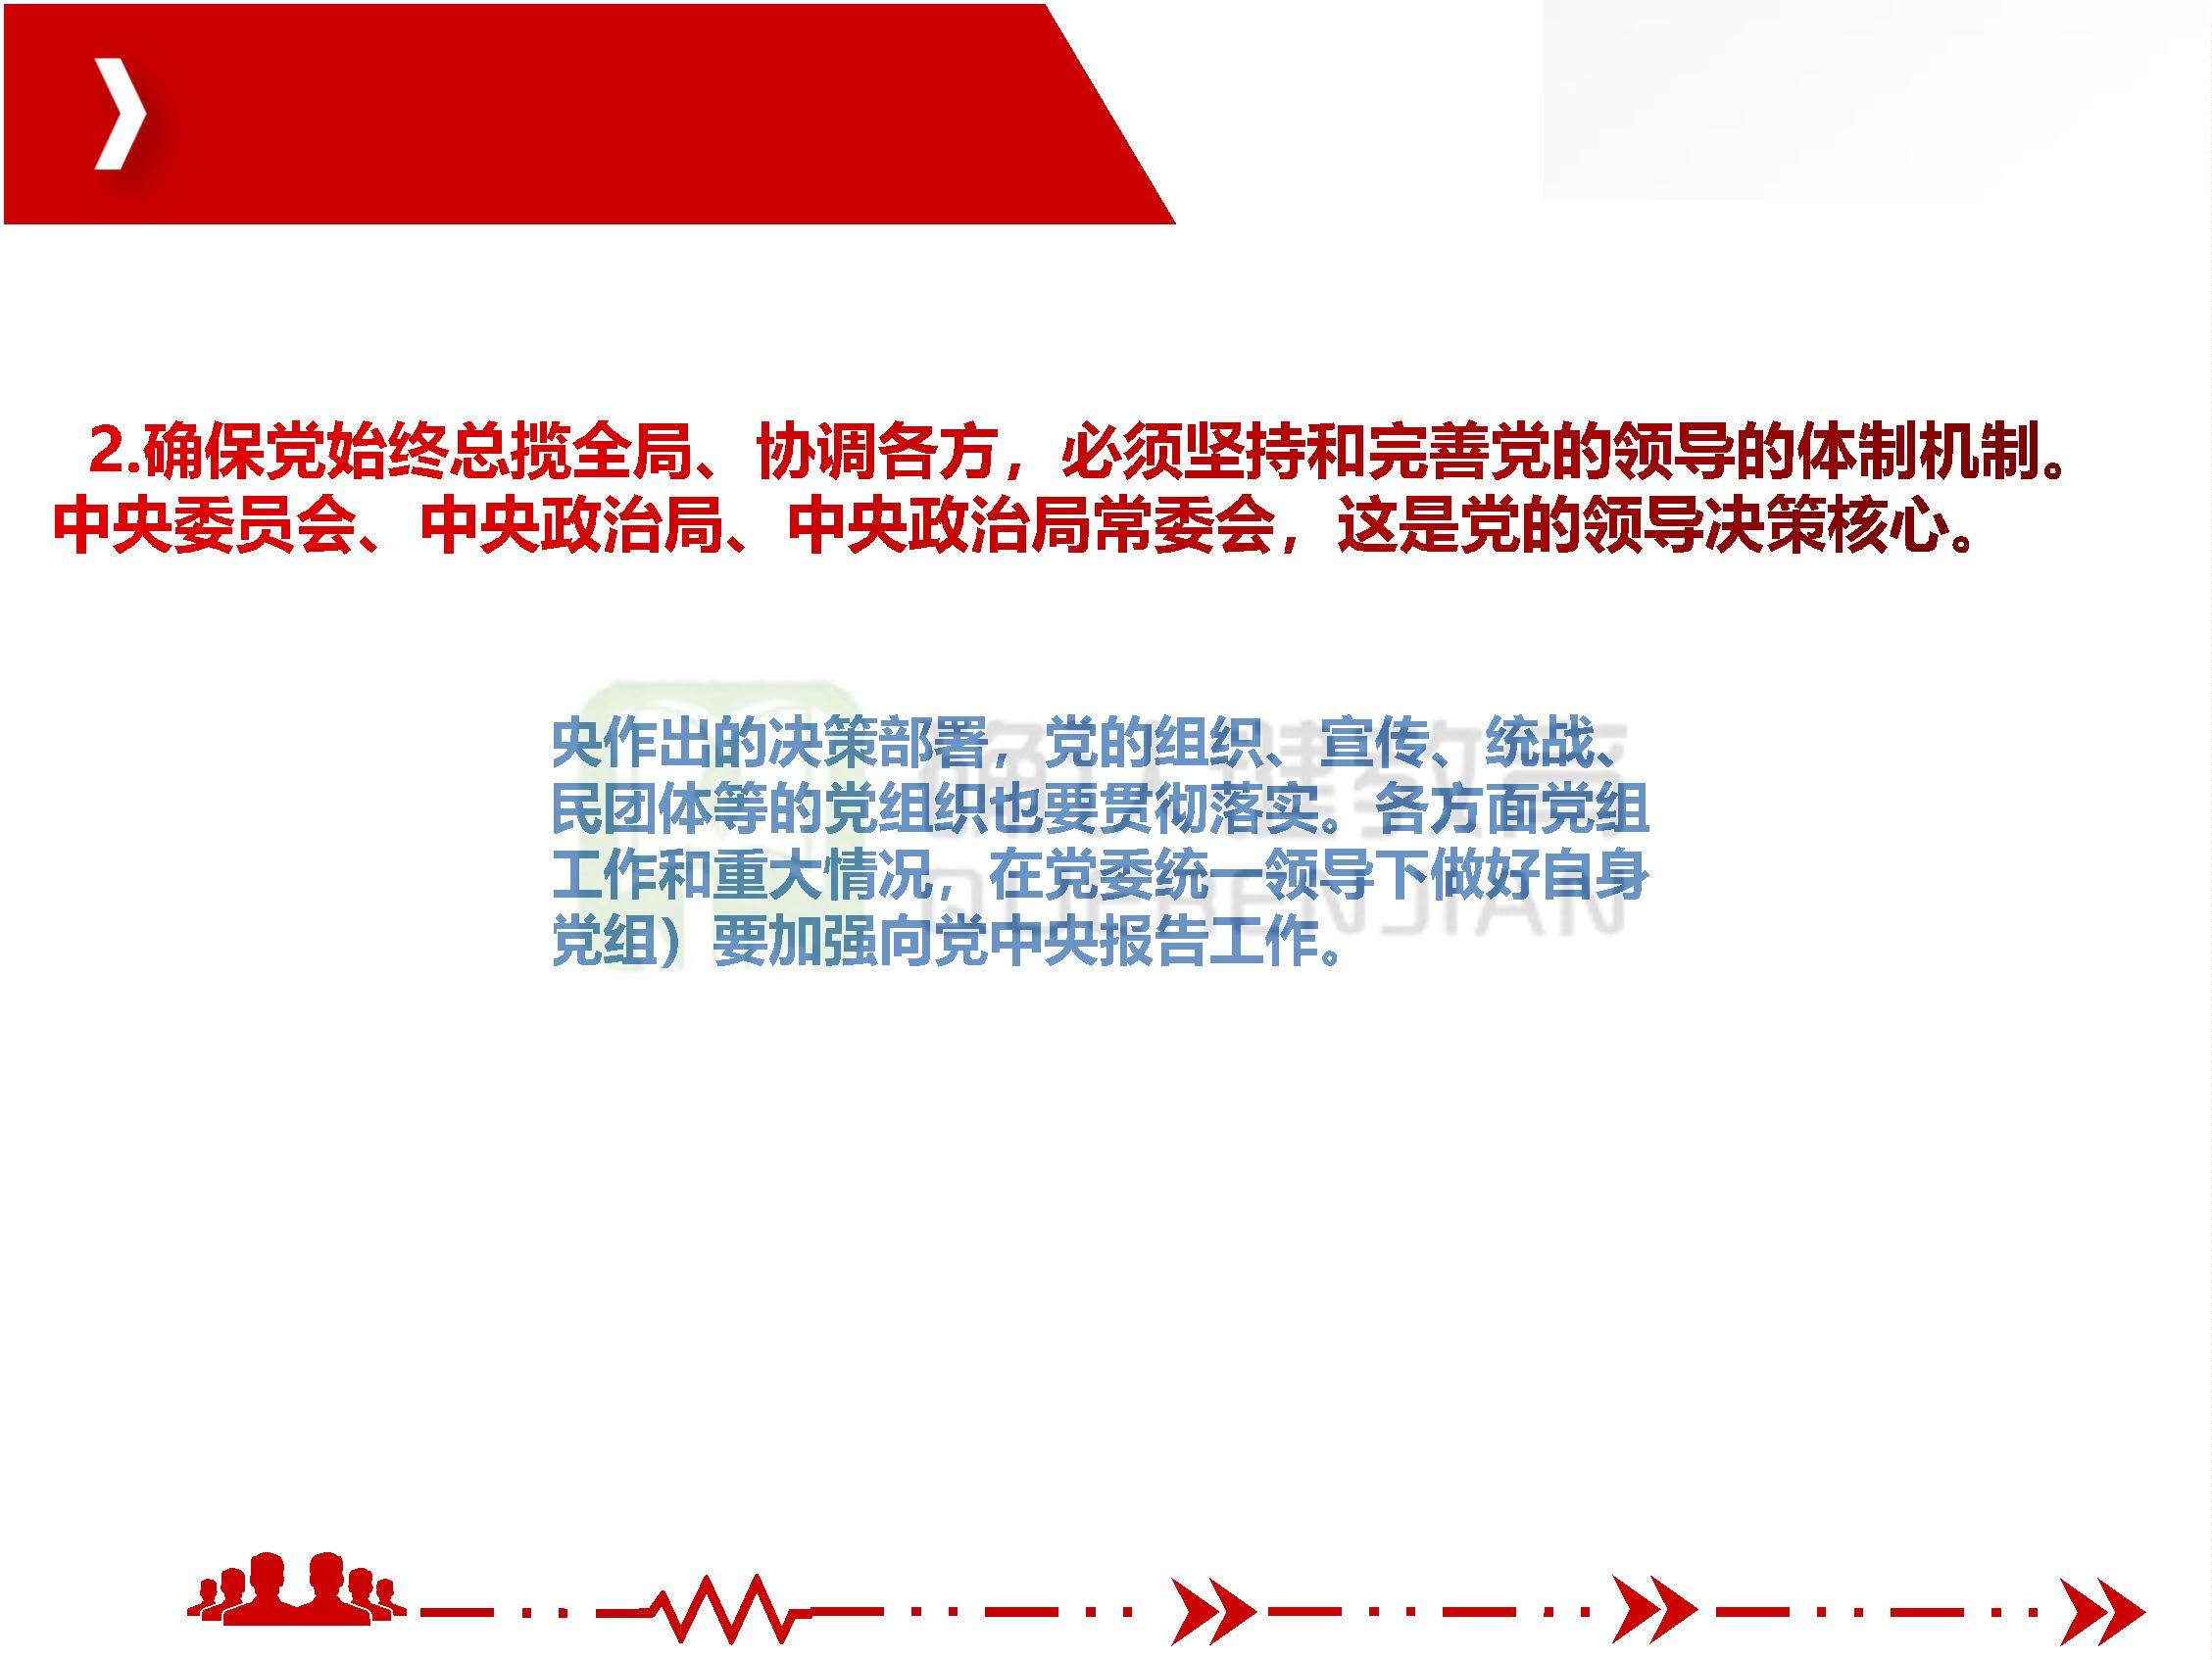 2.确保党始终总揽全局、协调各方，必须坚持和完善党的领导的体制机制。
中央委员会、中央政治局、中央政治局常委会，这是党的领导决策核心。
央作出的决策部署，党的组织、宣传、统战、
民团体等的党组织也要贯彻落实。各方面党组
工作和重大情况，在党委统一领导下做好自身
党组）要加强向党中央报告工作。